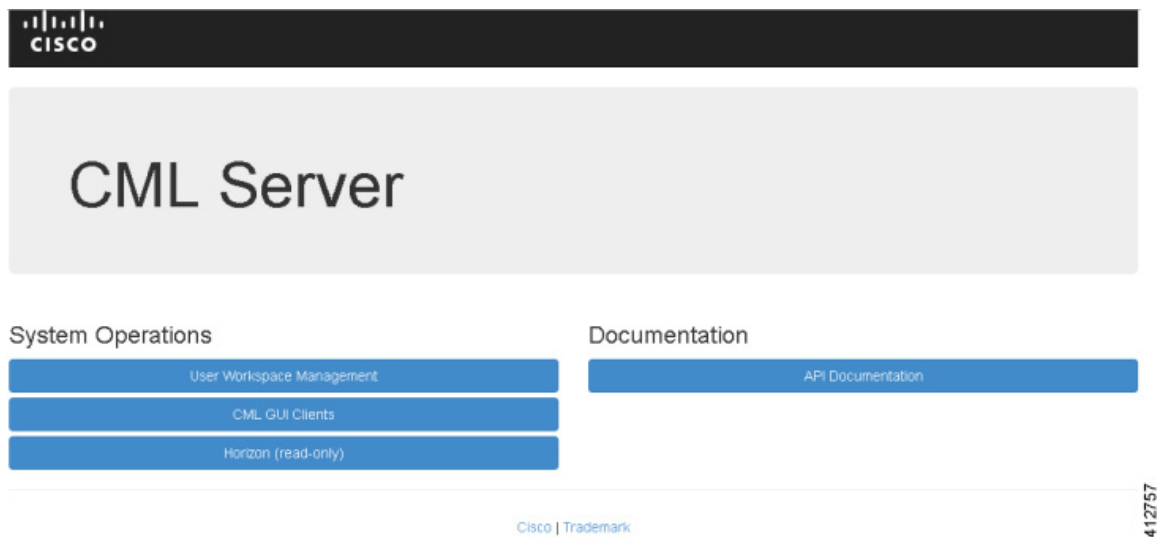 CISCO
CML Server
System Operations
User Workspace Management
CML GUI Clients
Horizon (read-only)
Documentation
API Documentation
Cisco | Trademark
412757